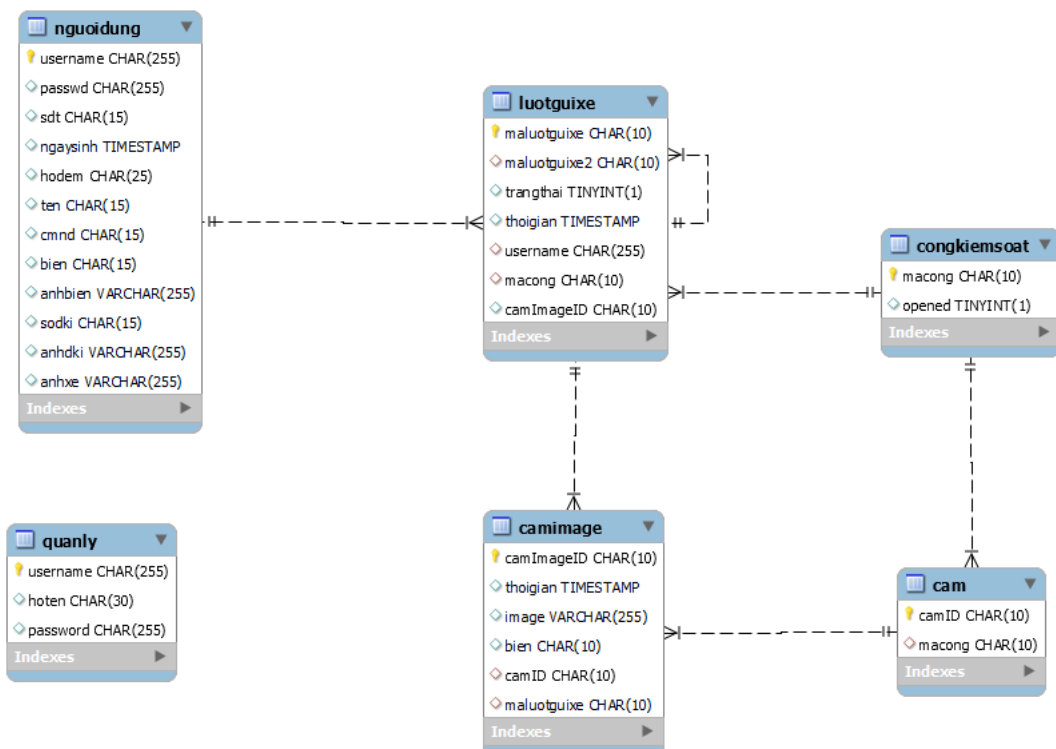 nguoidung
username CHAR(255)
passwd CHAR(255)
sdt CHAR(15)
ngaysinh TIMESTAMP
hodem CHAR(25)
ten CHAR(15)
cmnd CHAR(15)
bien CHAR(15)
anhbien VARCHAR(255)
sodki CHAR(15)
anhdki VARCHAR(255)
anhxe VARCHAR(255)
Indexes
luotguixe
maluotguixe CHAR(10)
maluotguixe2 CHAR(10)
trangthai TINYINT(1)
thoigian TIMESTAMP
username CHAR(255)
macong CHAR(10)
camImageID CHAR(10)
Indexes
congkiemsoat
macong CHAR(10)
opened TINYINT(1)
Indexes
quanly
username CHAR(255)
hoten CHAR(30)
password CHAR(255)
Indexes
camimage
camImageID CHAR(10)
thoigian TIMESTAMP
image VARCHAR(255)
bien CHAR(10)
camID CHAR(10)
maluotguixe CHAR(10)
Indexes
cam
camID CHAR(10)
macong CHAR(10)
Indexes